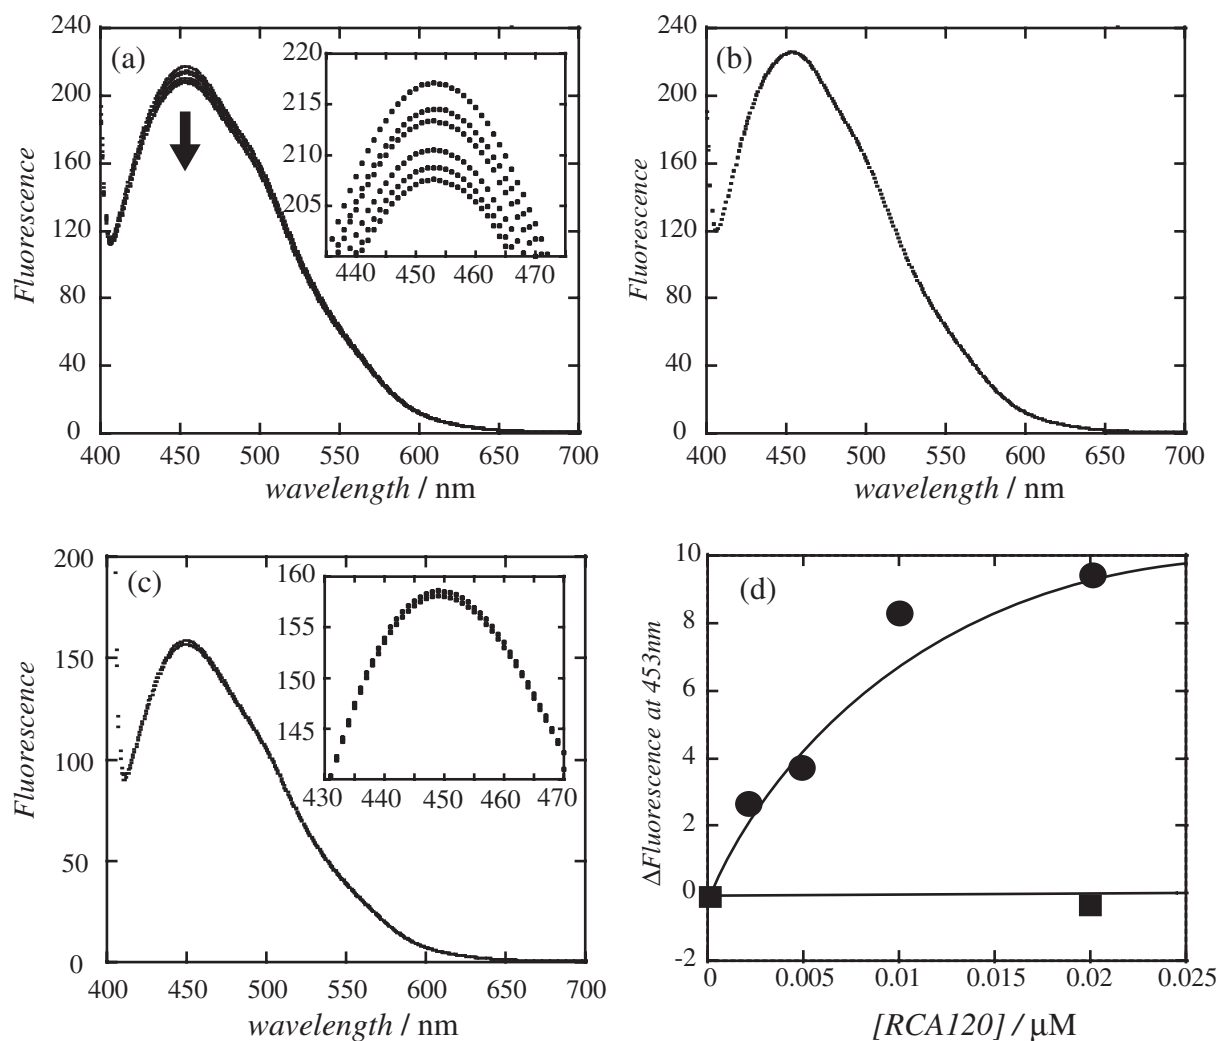 (a)
Fluorescence
240
200
160
120
80
40
0
400 450 500 550 600 650 700
wavelength / nm
220
215
210
205
440 450 460 470
(b)
Fluorescence
240
200
160
120
80
40
0
400 450 500 550 600 650 700
wavelength / nm
(c)
Fluorescence
200
150
100
50
0
400 450 500 550 600 650 700
wavelength / nm
160
155
150
145
430 440 450 460 470
(d)
ΔFluorescence at 453nm
10
8
6
4
2
0
-2
0 0.005 0.01 0.015 0.02 0.025
[RCA120] / μM